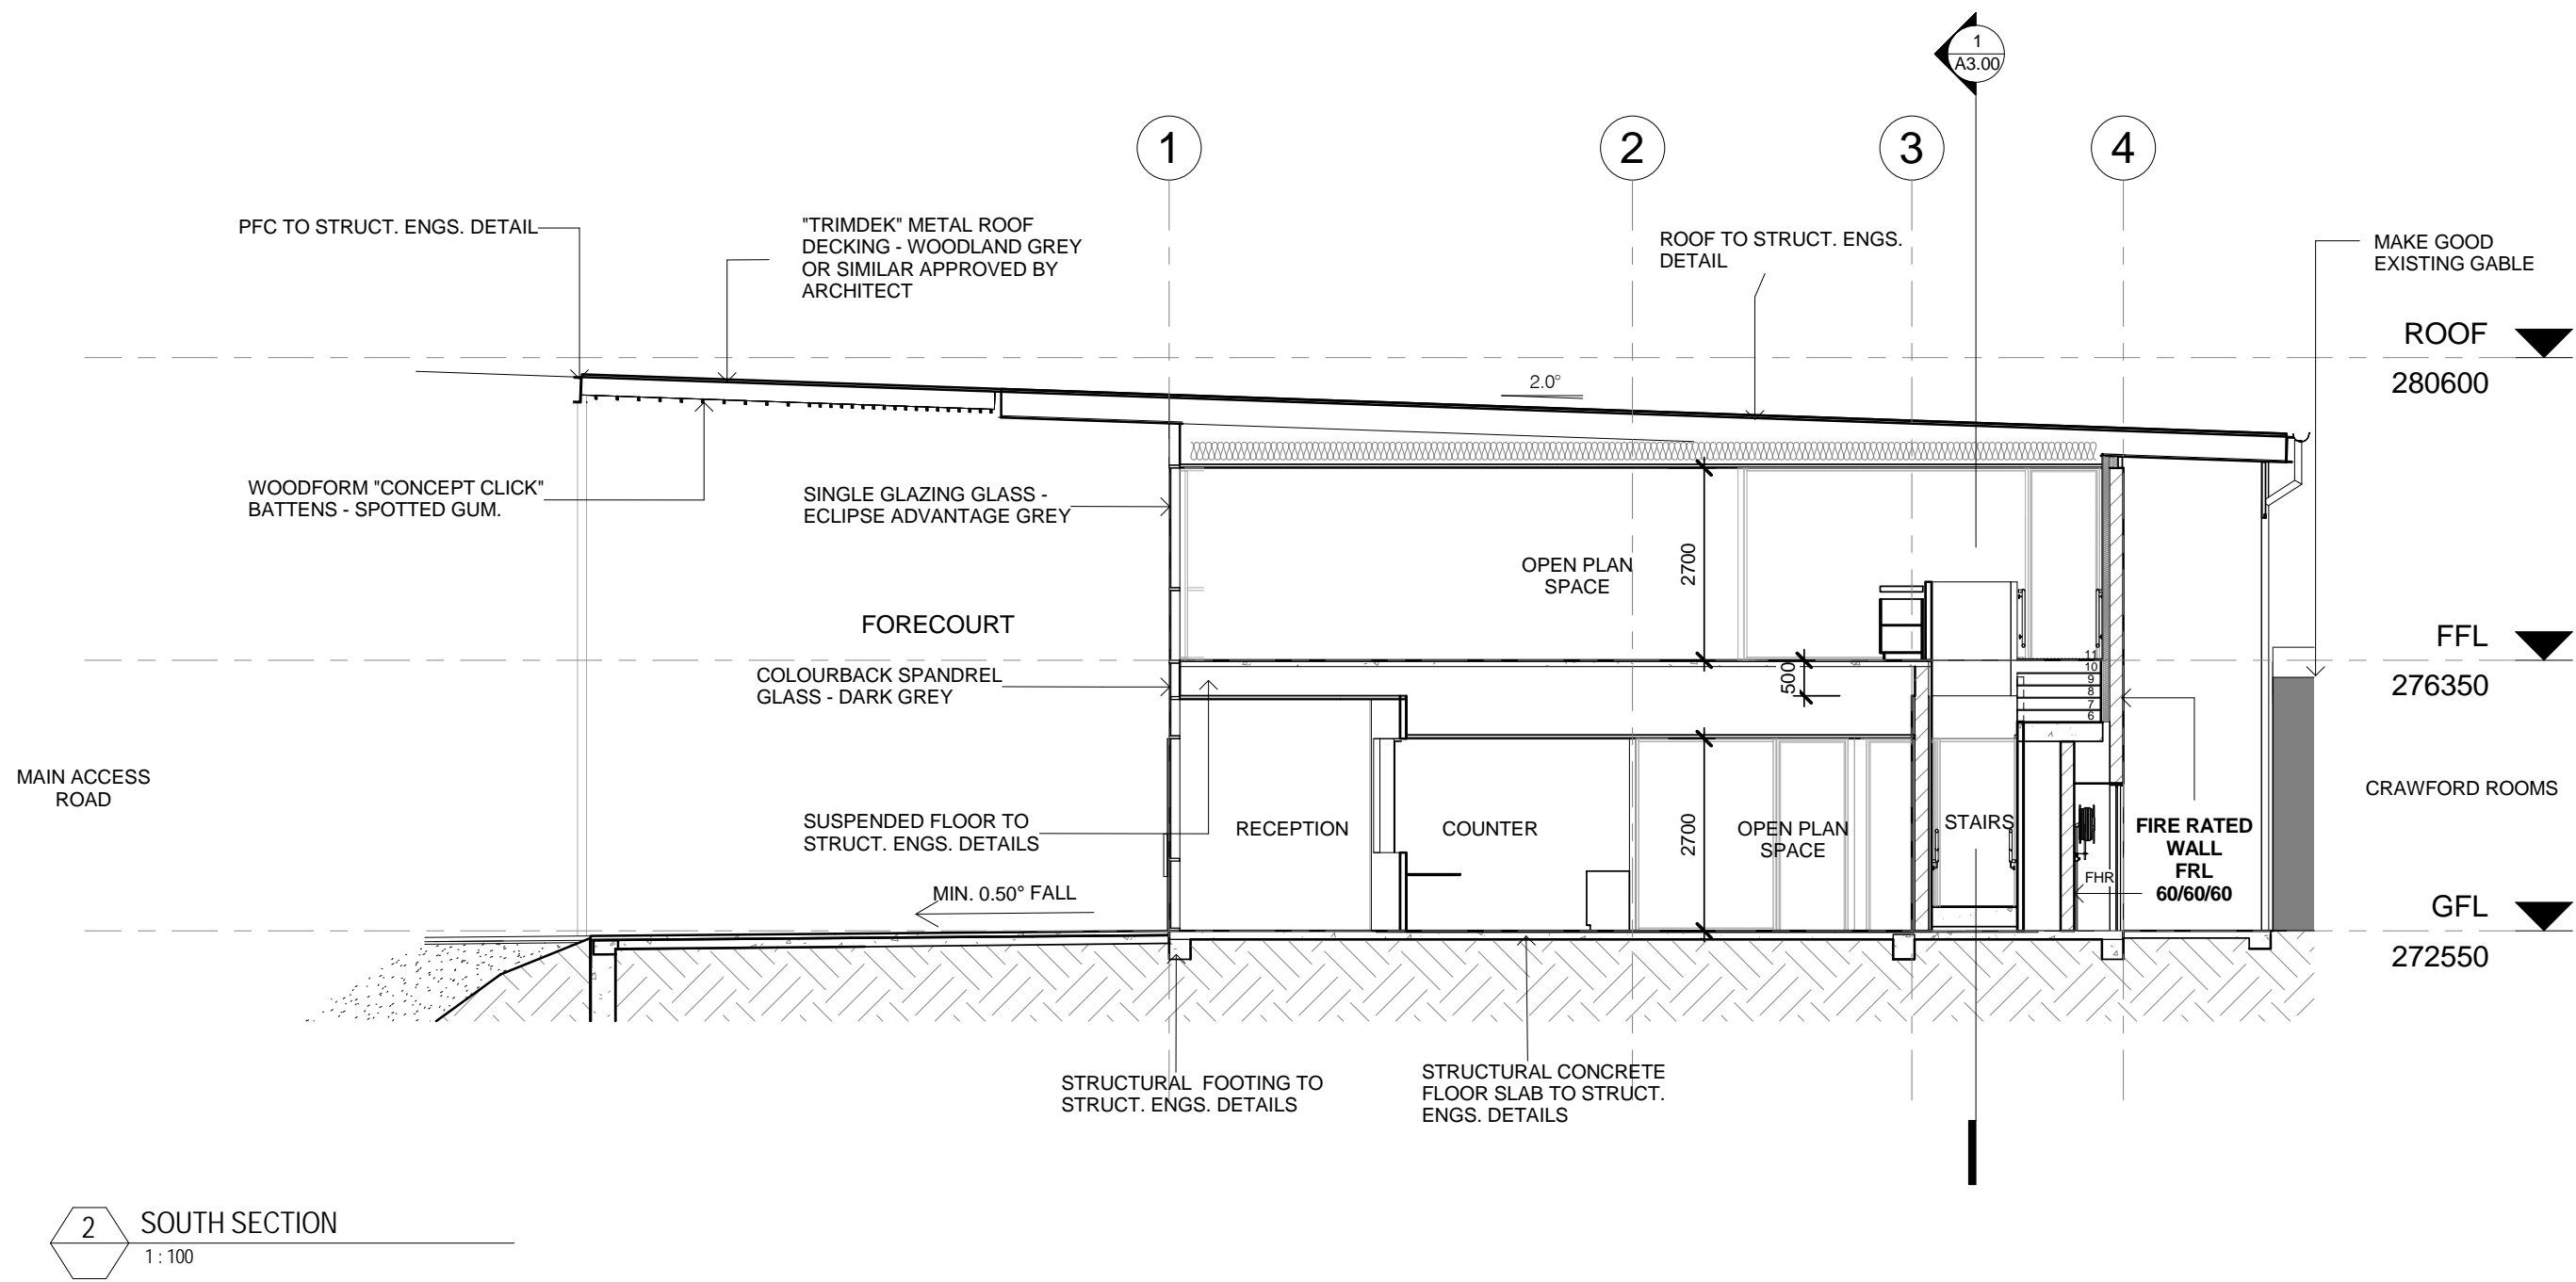 1
A3.00
1
2
3
4
PFC TO STRUCT. ENGS. DETAIL
"TRIMDEK" METAL ROOF
DECKING - WOODLAND GREY
OR SIMILAR APPROVED BY
ARCHITECT
ROOF TO STRUCT. ENGS.
DETAIL
MAKE GOOD
EXISTING GABLE
ROOF
280600
2.0°
WOODFORM "CONCEPT CLICK"
BATTENS - SPOTTED GUM.
SINGLE GLAZING GLASS -
ECLIPSE ADVANTAGE GREY
OPEN PLAN
SPACE
2700
FORECOURT
FFL
276350
COLOURBACK SPANDREL
GLASS - DARK GREY
500
11
10
9
8
7
6
MAIN ACCESS
ROAD
CRAWFORD ROOMS
SUSPENDED FLOOR TO
STRUCT. ENGS. DETAILS
RECEPTION
COUNTER
2700
OPEN PLAN
SPACE
STAIRS
FHR
FIRE RATED
WALL
FRL
60/60/60
MIN. 0.50° FALL
GFL
272550
STRUCTURAL FOOTING TO
STRUCT. ENGS. DETAILS
STRUCTURAL CONCRETE
FLOOR SLAB TO STRUCT.
ENGS. DETAILS
2
SOUTH SECTION
1 : 100